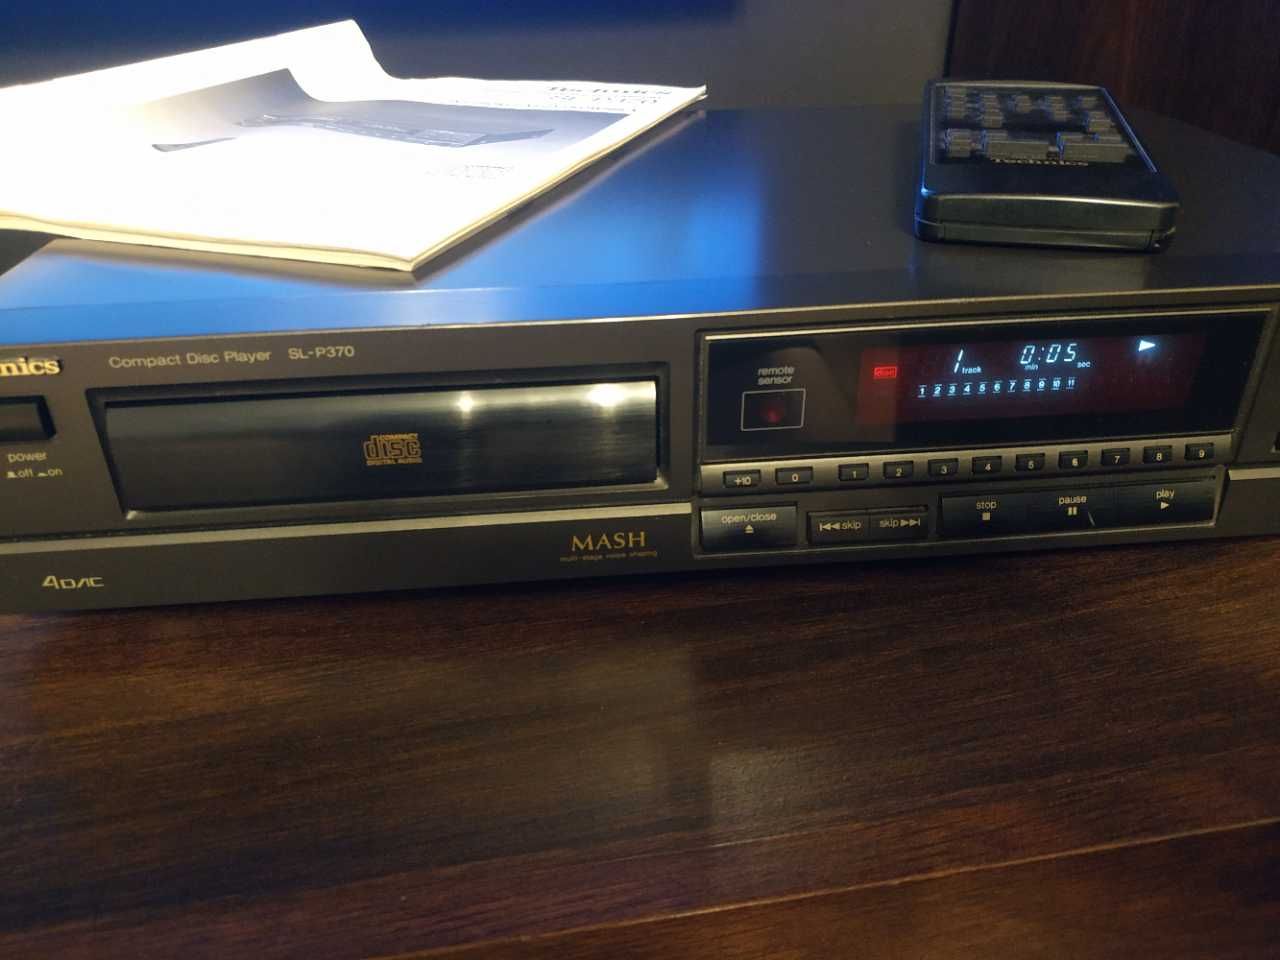 Technics
nics
Compact Disc Player SL-P370
remote
sensor
disc
1 track
0:05
min sec
1 2 3 4 5 6 7 8 9 10 11
power
off on
COMPACT
disc
DIGITAL AUDIO
+10 0 1 2 3 4 5 6 7 8 9
open/close
skip skip
stop pause play
MASH
multi-stage noise shaping
4DAC